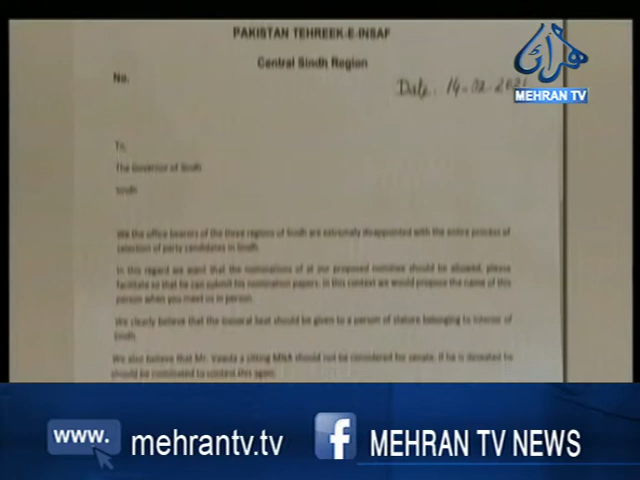 PAKISTAN TEHREEK-E-INSAF
Central Sindh Region
No.
Date. 14-02-2021
مہران
MEHRAN TV
To,
The Governor of Sindh
Sindh
We the office bearers of the three regions of Sindh are extremely disappointed with the entire process of
selection of party candidates in Sindh.
In this regard we want that the nominations of at our proposed nominee should be allowed, please
facilitate so that he can submit his nomination papers. In this context we would propose the name of this
person when you meet us in person.
We clearly believe that the General Seat should be given to a person of stature belonging to interior of
Sindh.
We also believe that Mr. Vawda a sitting MNA should not be considered for senate. If he is de-seated he
should be nominated to contest this again.
www.
mehrantv.tv
f
MEHRAN TV NEWS